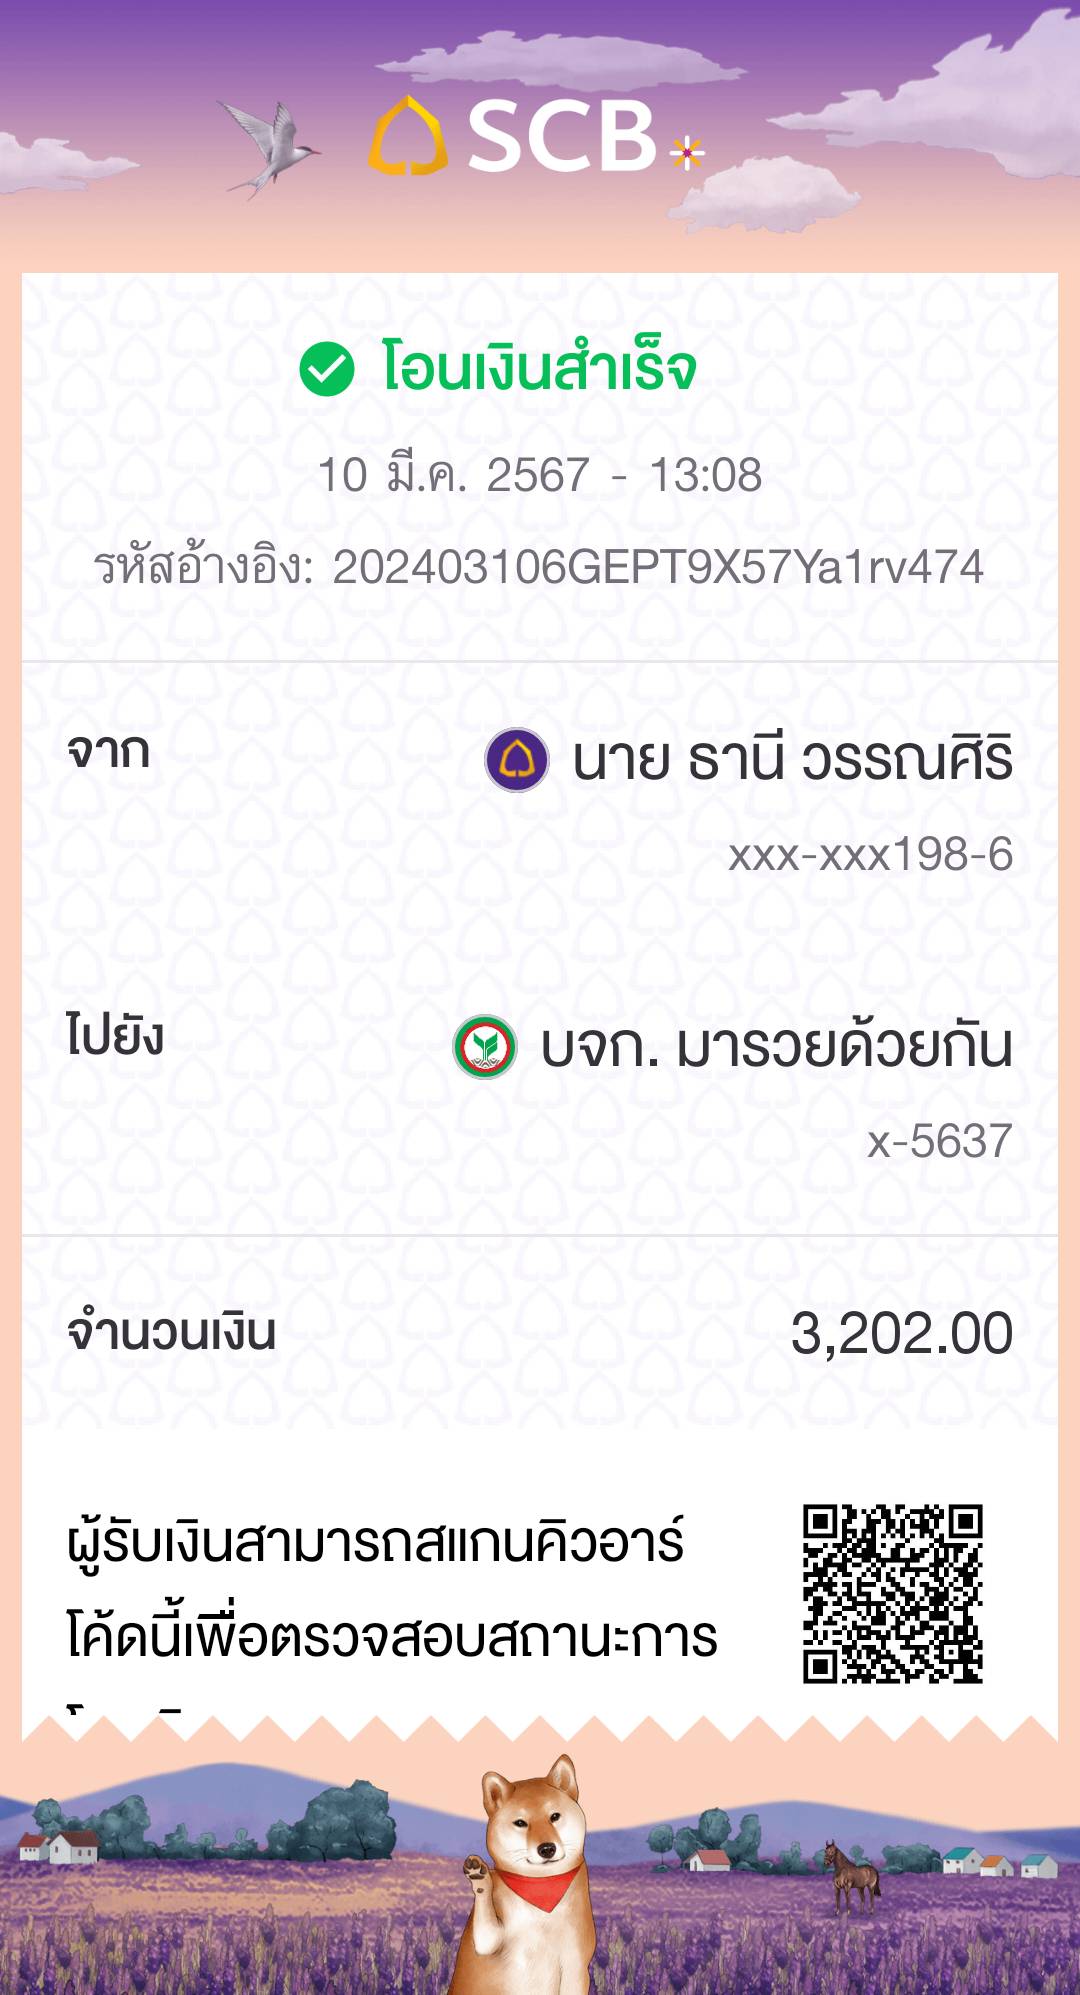 SCB
โอนเงินสำเร็จ
10 มี.ค. 2567 - 13:08
รหัสอ้างอิง: 202403106GEPT9X57Ya1rv474
จาก
นาย ธานี วรรณศิริ
xxx-xxx198-6
ไปยัง
บจก. มารวยด้วยกัน
x-5637
จำนวนเงิน
3,202.00
ผู้รับเงินสามารถสแกนคิวอาร์
โค้ดนี้เพื่อตรวจสอบสถานะการ